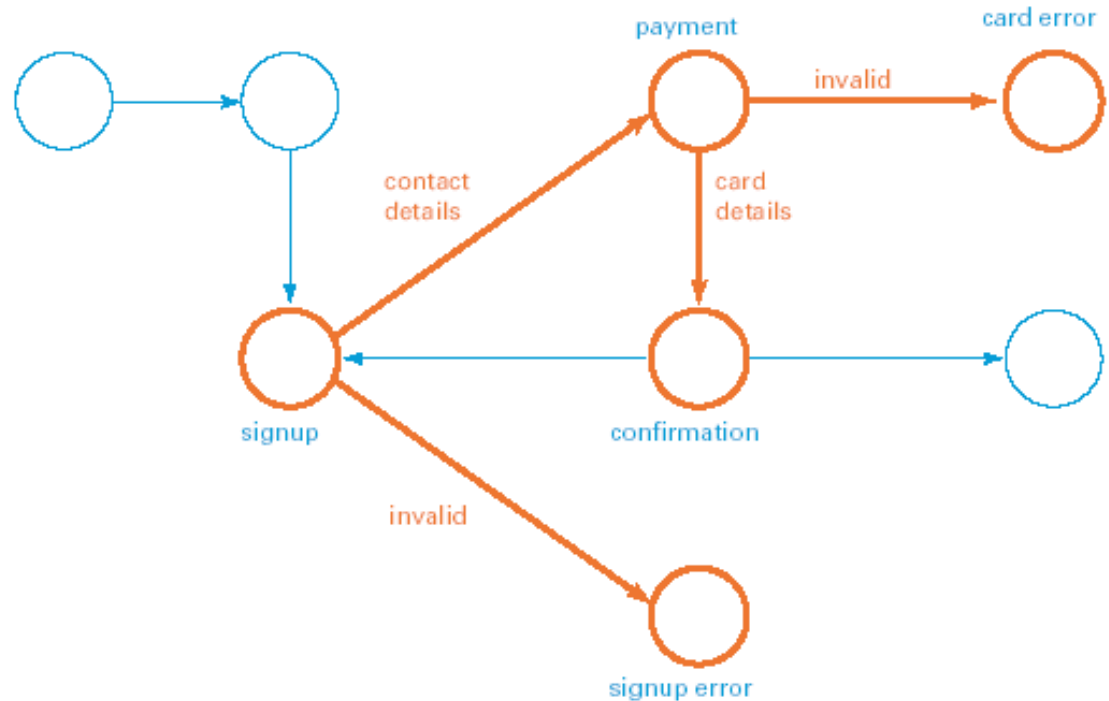 payment
card error
invalid
contact
details
card
details
signup
confirmation
invalid
signup error